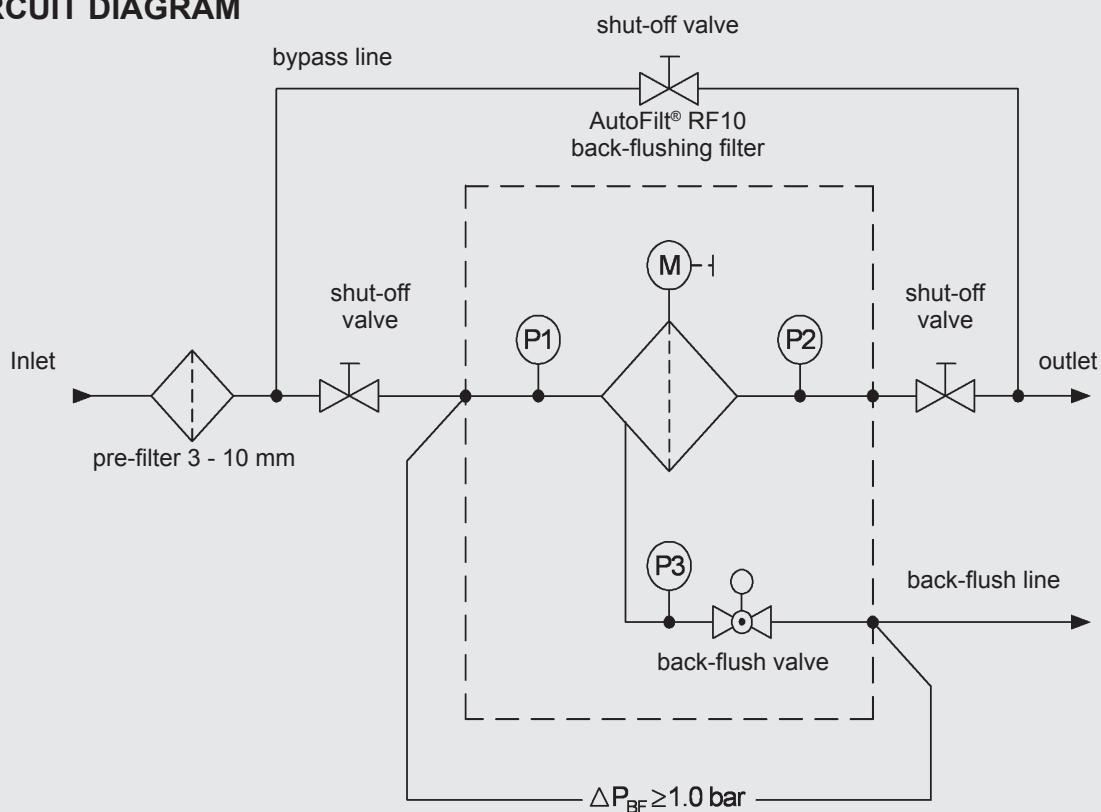 RCUIT DIAGRAM
shut-off valve
bypass line
AutoFilt® RF10
back-flushing filter
M
shut-off
valve
shut-off
valve
P1
P2
Inlet
outlet
pre-filter 3 - 10 mm
P3
back-flush line
back-flush valve
△P_BF ≥1.0 bar